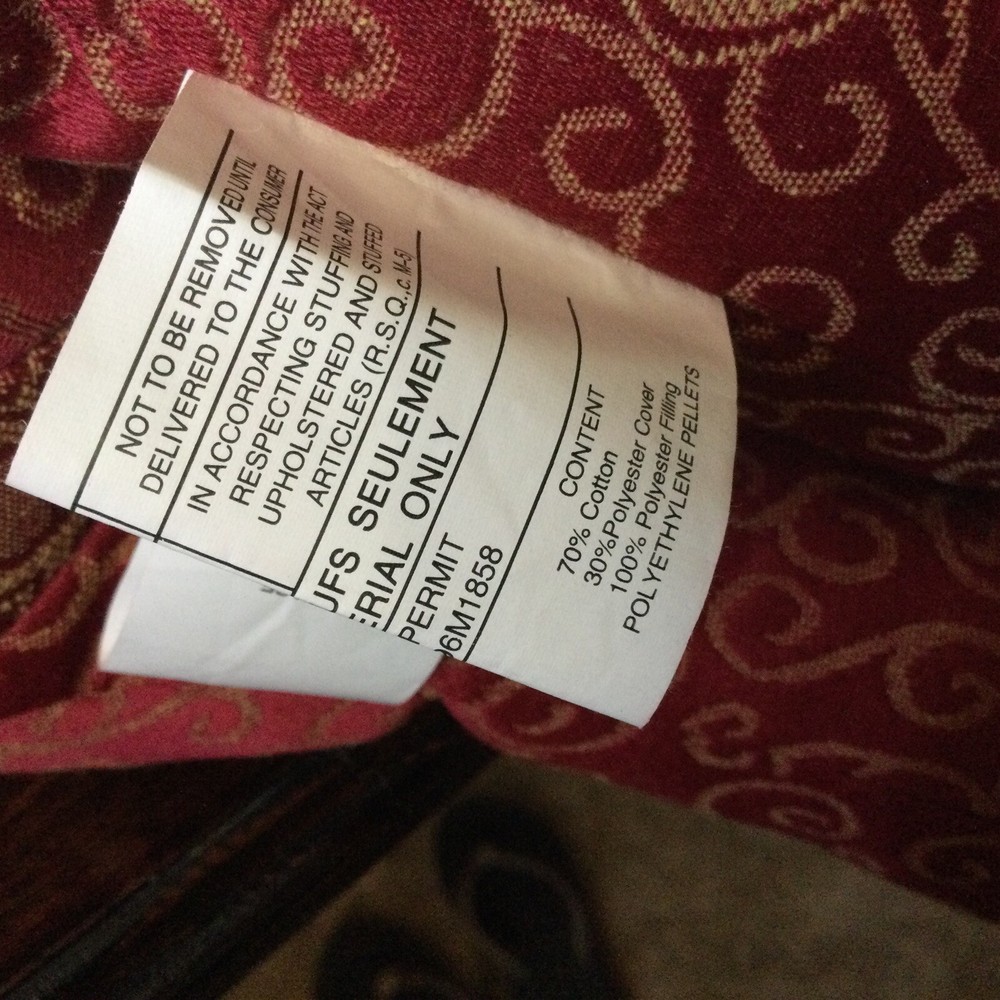 NOT TO BE REMOVED UNTIL
DELIVERED TO THE CONSUMER
IN ACCORDANCE WITH THE ACT
RESPECTING STUFFING AND
UPHOLSTERED AND STUFFED
ARTICLES (R.S.Q.,c. M-5)
UFS SEULEMENT
ERIAL ONLY
PERMIT
06M1858
CONTENT
70% Cotton
30%Polyester Cover
100% Polyester Filling
POLYETHYLENE PELLETS